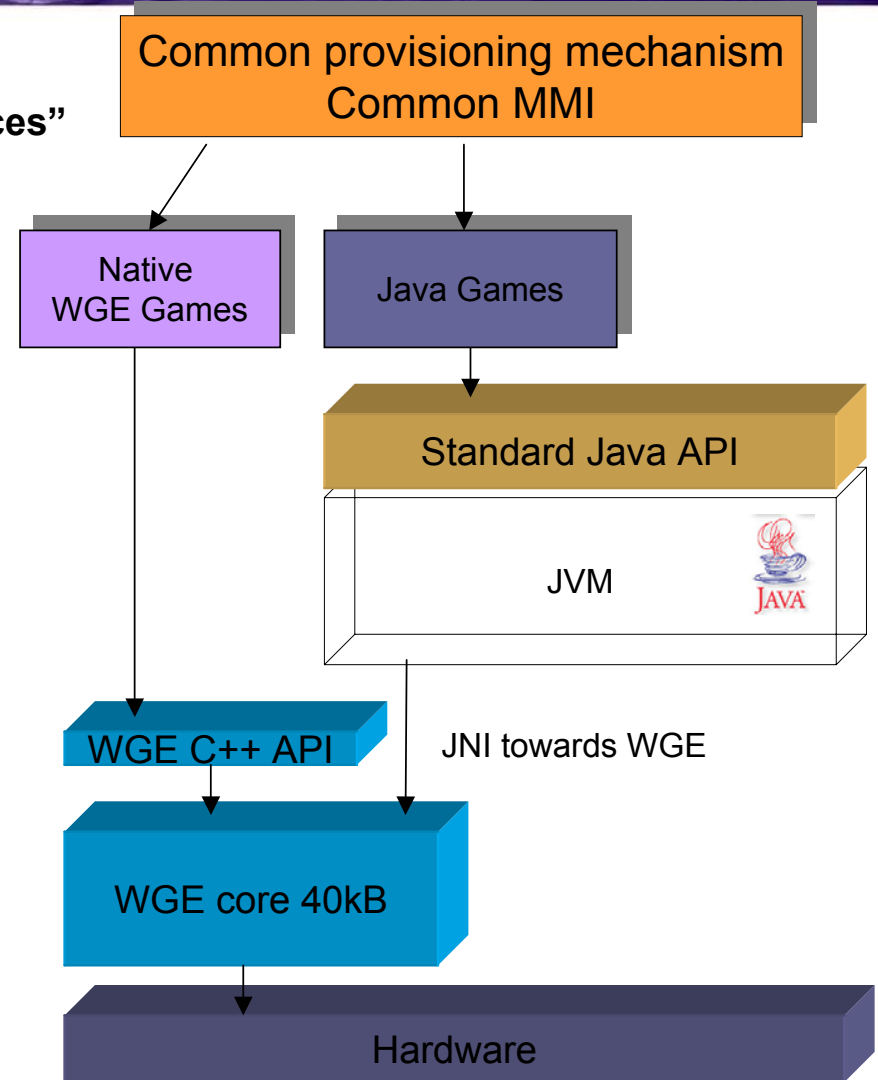 Common provisioning mechanism
Common MMI
ces”
Native
WGE Games
Java Games
Standard Java API
JVM
JAVA
WGE C++ API
JNI towards WGE
WGE core 40kB
Hardware